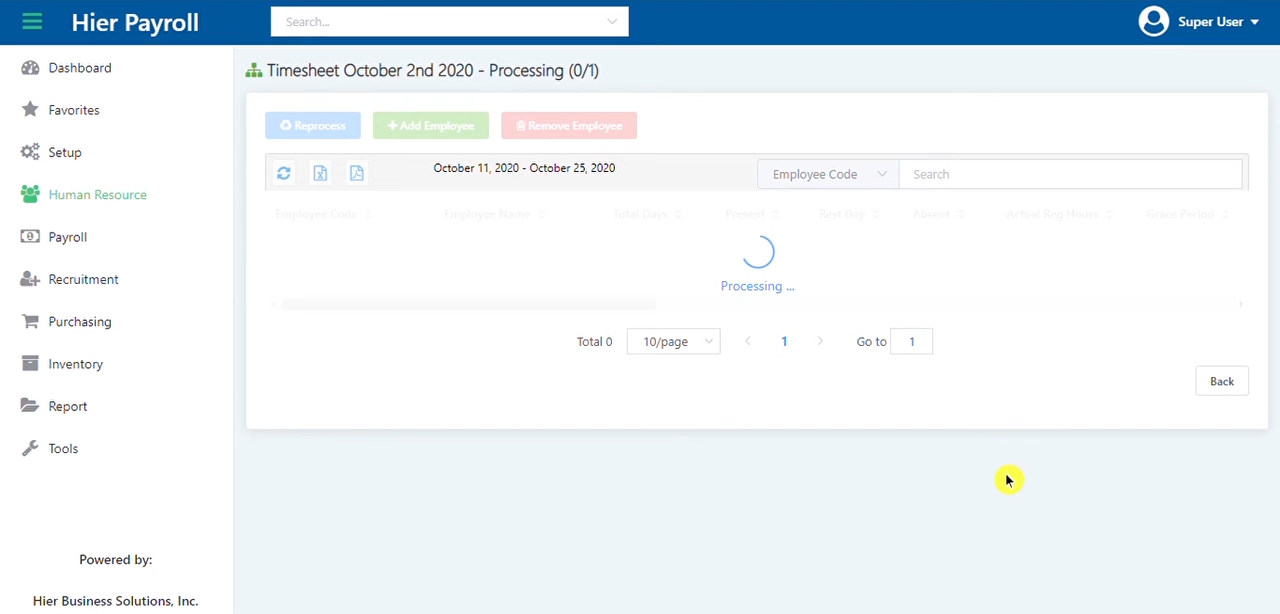 Hier Payroll
Search...
Super User
Dashboard
Favorites
Setup
Human Resource
Payroll
Recruitment
Purchasing
Inventory
Report
Tools
Powered by:
Hier Business Solutions, Inc.
Timesheet October 2nd 2020 - Processing (0/1)
Reprocess
Add Employee
Remove Employee
October 11, 2020 - October 25, 2020
Employee Code
Search
Employee Code Employee Name Total Days Present Rest Day Absent Actual Reg Hours Grace Period
Processing ...
Total 0 10/page 1 Go to 1
Back